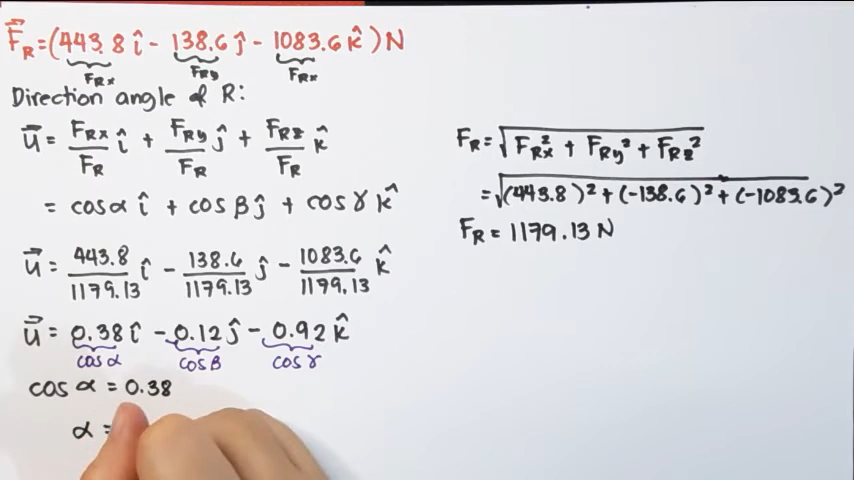 F⃗R = (443.8 î - 138.6 ĵ - 1083.6 k̂) N
FRx FRy FRx
Direction angle of R:
u⃗ = FRx/FR î + FRy/FR ĵ + FRz/FR k̂
= cos α î + cos β ĵ + cos γ k̂
u⃗ = 443.8/1179.13 î - 138.6/1179.13 ĵ - 1083.6/1179.13 k̂
u⃗ = 0.38 î - 0.12 ĵ - 0.92 k̂
cos α cos β cos γ
cos α = 0.38
α =
FR = √(FRx² + FRy² + FRz²)
= √((443.8)² + (-138.6)² + (-1083.6)²)
FR = 1179.13 N